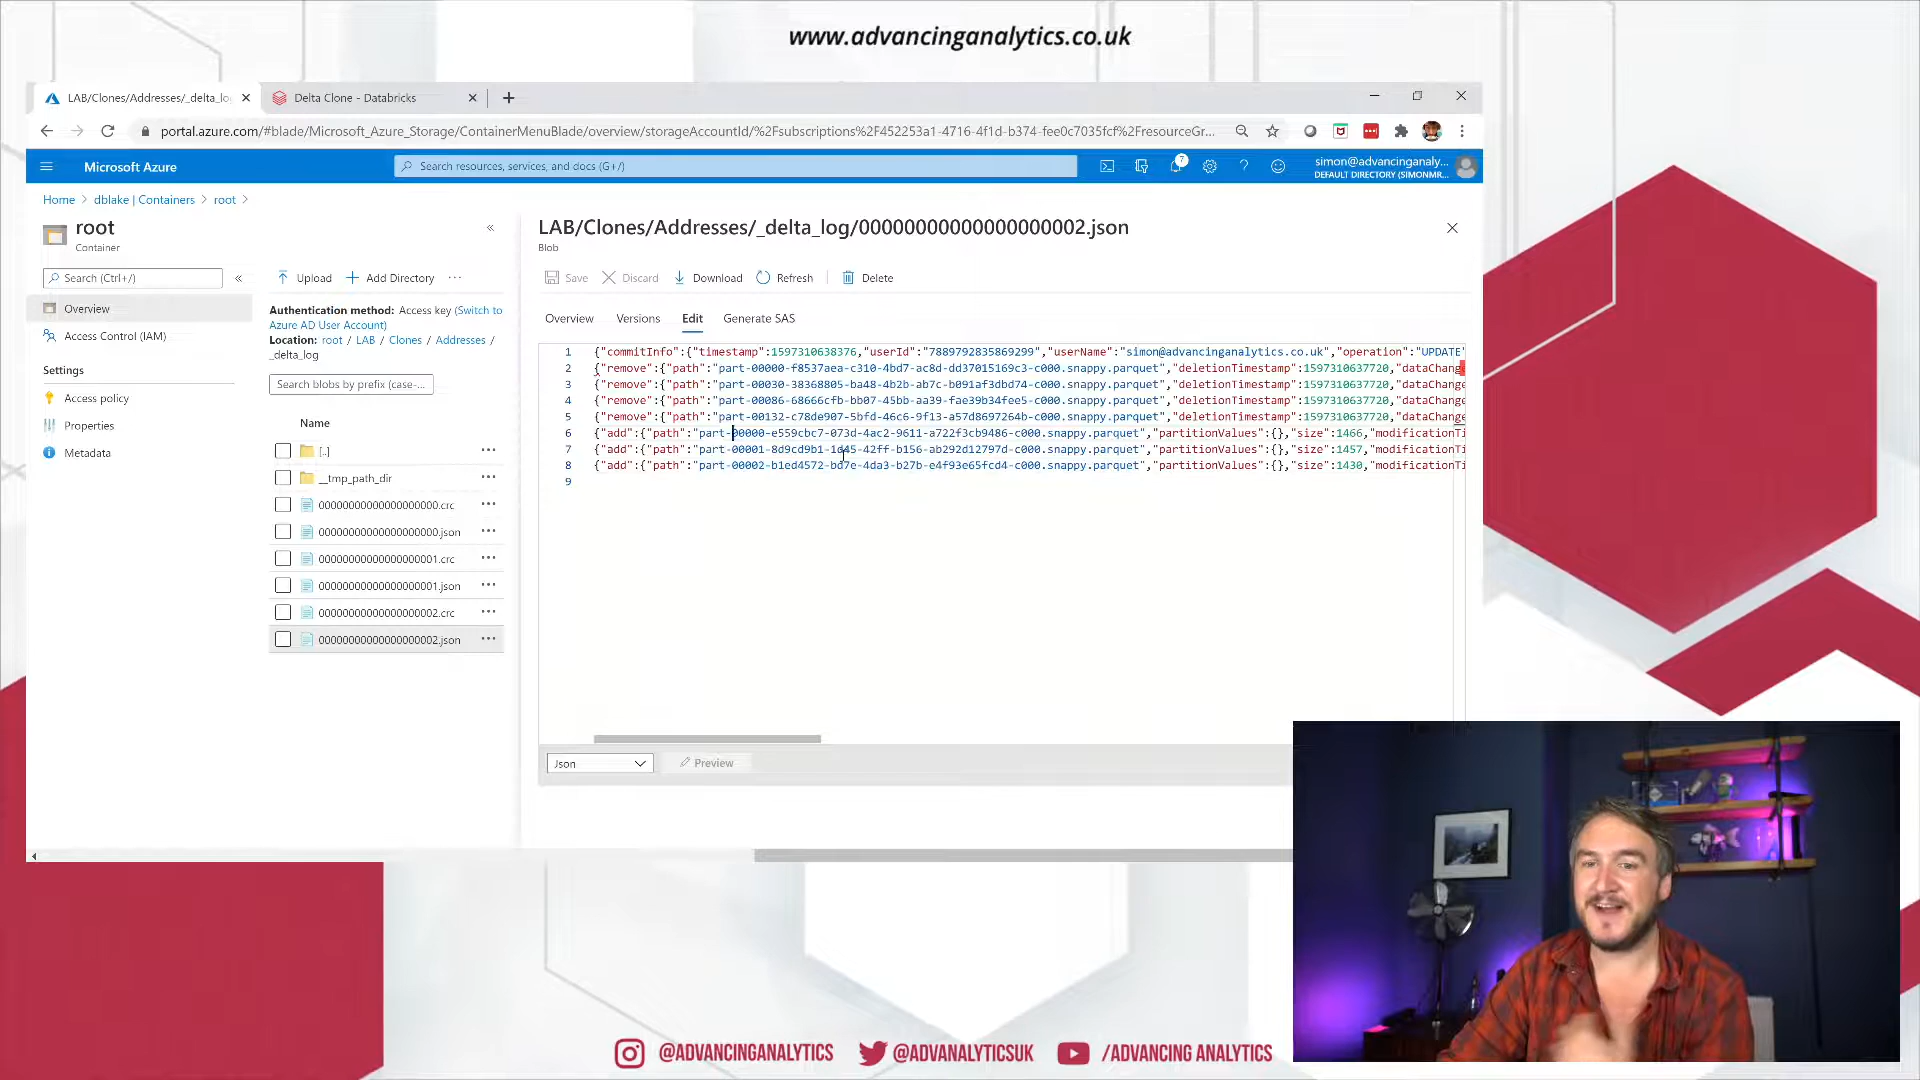 www.advancinganalytics.co.uk
LAB/Clones/Addresses/_delta_lo
Delta Clone - Databricks
portal.azure.com/#blade/Microsoft_Azure_Storage/ContainerMenuBlade/overview/storageAccountId/%2Fsubscriptions%2F452253a1-4716-4f1d-b374-fee0c7035fcf%2FresourceGr...
Microsoft Azure
Search resources, services, and docs (G+/)
7
simon@advancinganaly...
DEFAULT DIRECTORY (SIMONMR...
Home > dblake | Containers > root >
root
Container
Search (Ctrl+/)
Overview
Access Control (IAM)
Settings
Access policy
Properties
Metadata
Upload
Add Directory
...
Authentication method: Access key (Switch to
Azure AD User Account)
Location: root / LAB / Clones / Addresses /
_delta_log
Search blobs by prefix (case-...
Name
[..]
__tmp_path_dir
00000000000000000000.crc
00000000000000000000.json
00000000000000000001.crc
00000000000000000001.json
00000000000000000002.crc
00000000000000000002.json
LAB/Clones/Addresses/_delta_log/00000000000000000002.json
Blob
Save
Discard
Download
Refresh
Delete
Overview
Versions
Edit
Generate SAS
1 {"commitInfo":{"timestamp":1597310638376,"userId":"7889792835869299","userName":"simon@advancinganalytics.co.uk","operation":"UPDATE"
2 {"remove":{"path":"part-00000-f8537aea-c310-4bd7-ac8d-dd37015169c3-c000.snappy.parquet","deletionTimestamp":1597310637720,"dataChange
3 {"remove":{"path":"part-00030-38368805-ba48-4b2b-ab7c-b091af3dbd74-c000.snappy.parquet","deletionTimestamp":1597310637720,"dataChange
4 {"remove":{"path":"part-00086-68666cfb-bb07-45bb-aa39-fae39b34fee5-c000.snappy.parquet","deletionTimestamp":1597310637720,"dataChange
5 {"remove":{"path":"part-00132-c78de907-5bfd-46c6-9f13-a57d8697264b-c000.snappy.parquet","deletionTimestamp":1597310637720,"dataChange
6 {"add":{"path":"part-00000-e559cbc7-073d-4ac2-9611-a722f3cb9486-c000.snappy.parquet","partitionValues":{},"size":1466,"modificationTi
7 {"add":{"path":"part-00001-8d9cd9b1-1d45-42ff-b156-ab292d12797d-c000.snappy.parquet","partitionValues":{},"size":1457,"modificationTi
8 {"add":{"path":"part-00002-b1ed4572-bd7e-4da3-b27b-e4f93e65fcd4-c000.snappy.parquet","partitionValues":{},"size":1430,"modificationTi
9
Json
Preview
@ADVANCINGANALYTICS
@ADVANALYTICSUK
/ADVANCING ANALYTICS